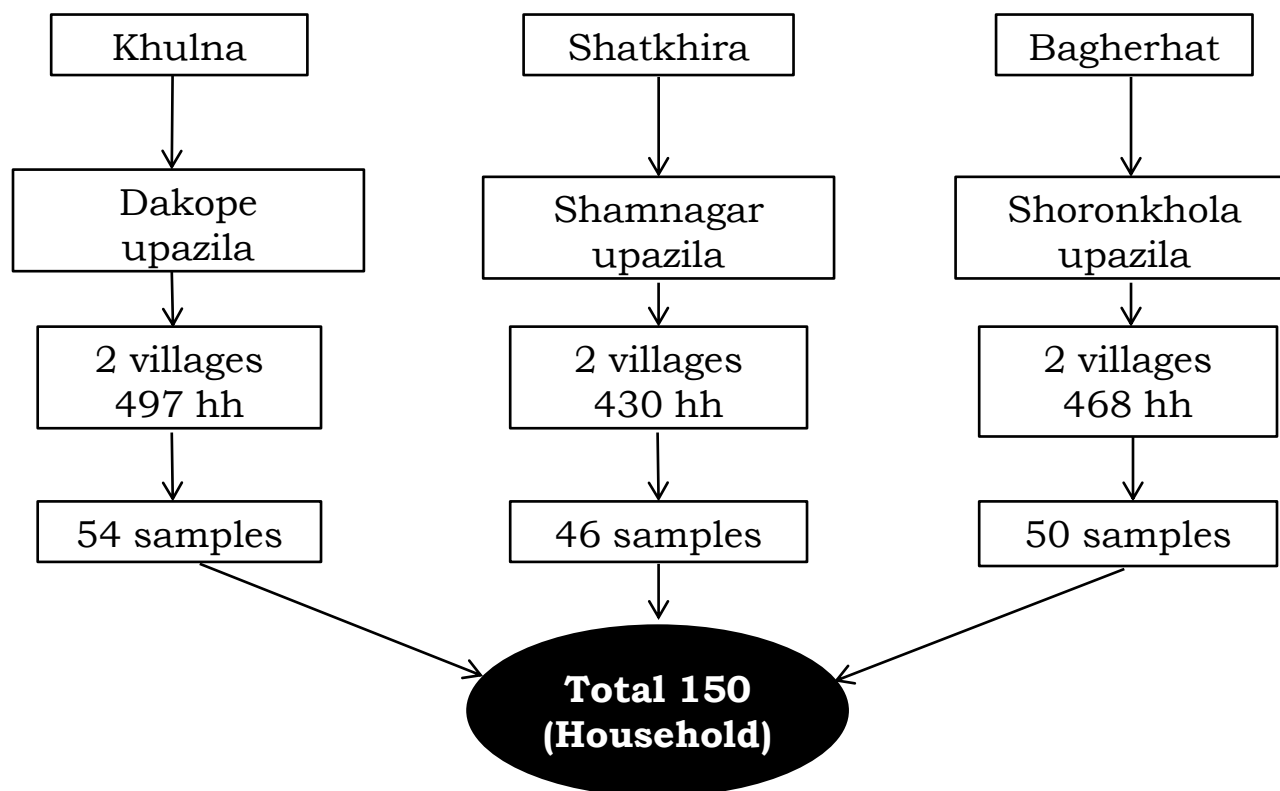 Khulna
Shatkhira
Bagherhat
Dakope
upazila
Shamnagar
upazila
Shoronkhola
upazila
2 villages
497 hh
2 villages
430 hh
2 villages
468 hh
54 samples
46 samples
50 samples
Total 150
(Household)